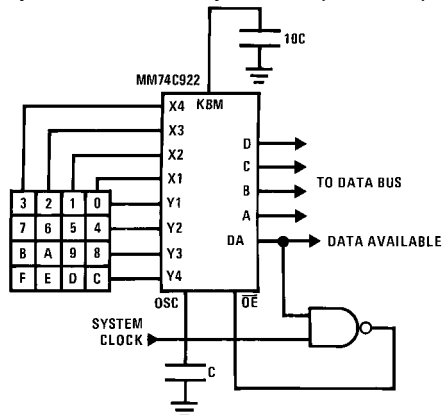 10C
MM74C922
X4 KBM
X3
X2
X1
Y1
Y2
Y3
Y4
D
C
B
A
DA
TO DATA BUS
DATA AVAILABLE
3 2 1 0
7 6 5 4
B A 9 8
F E D C
OSC
OE
SYSTEM
CLOCK
C